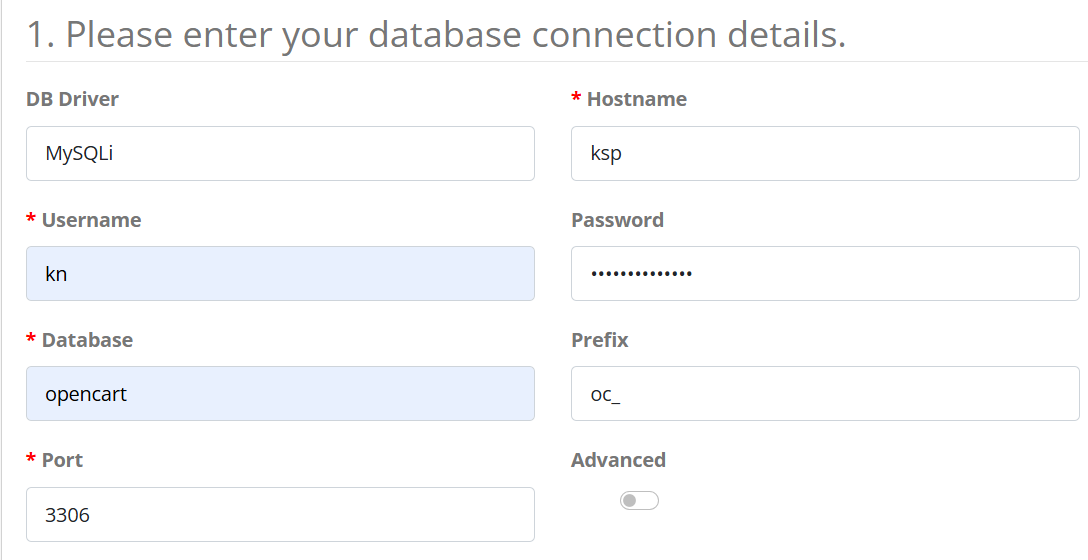 1. Please enter your database connection details.
DB Driver
* Hostname
MySQLi
ksp
* Username
Password
kn
••••••••••••••
* Database
Prefix
opencart
oc_
* Port
Advanced
3306